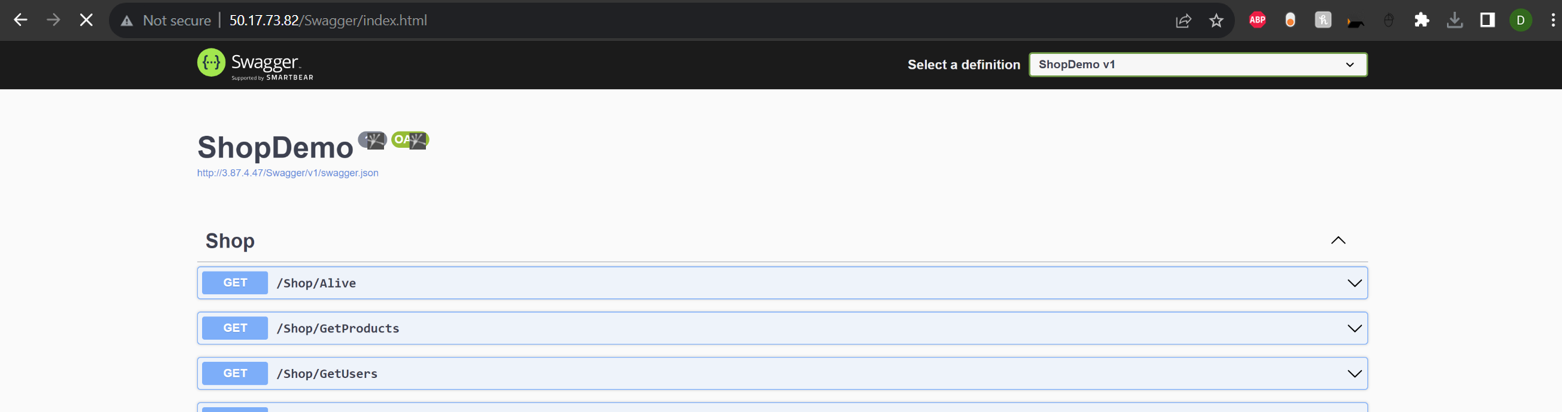 Not secure | 50.17.73.82/Swagger/index.html
ABP
D
{··} Swagger.
Supported by SMARTBEAR
Select a definition
ShopDemo v1
ShopDemo
http://3.87.4.47/Swagger/v1/swagger.json
Shop
GET /Shop/Alive
GET /Shop/GetProducts
GET /Shop/GetUsers